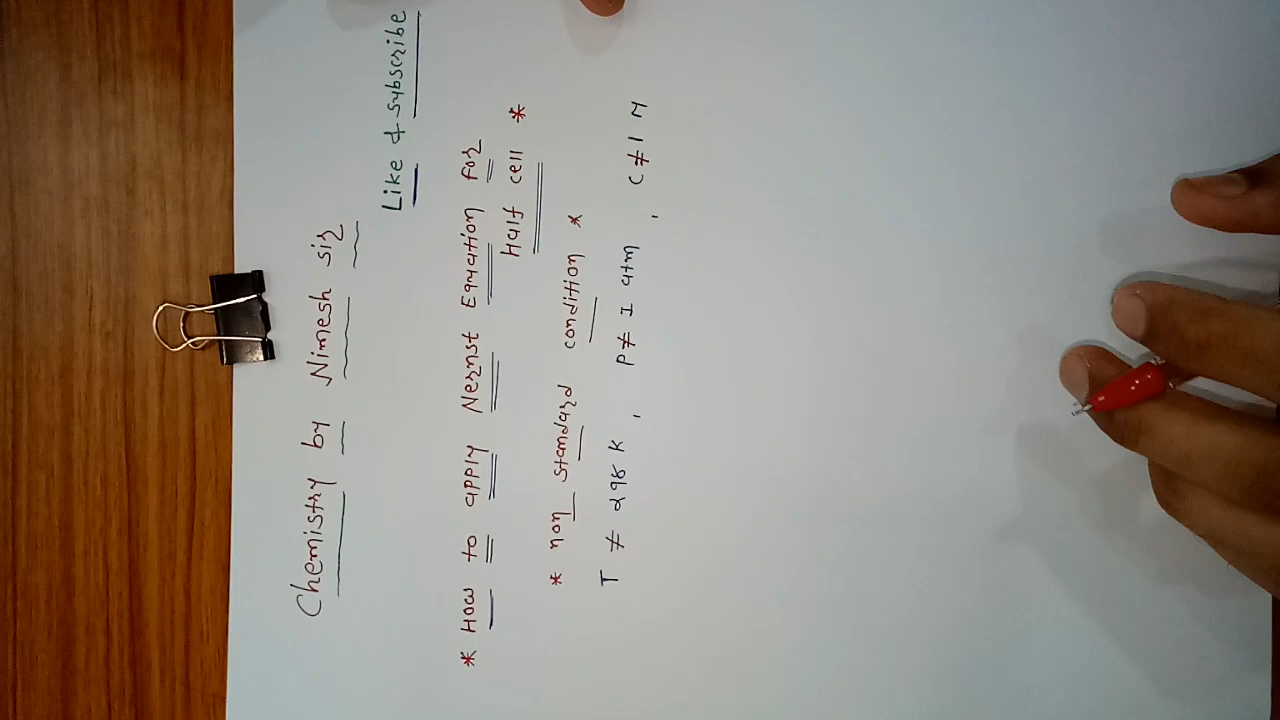 Chemistry by Nimesh sir
Like & subscribe
* How to apply Nernst Equation for
half cell *
* non standard condition *
T ≠ 298 K , P ≠ 1 atm , C ≠ 1 M